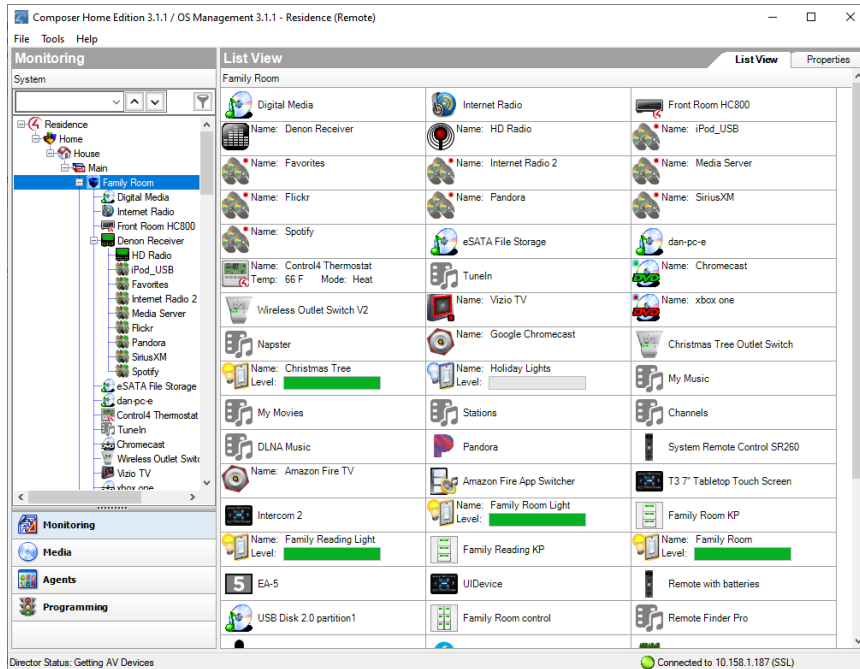 Composer Home Edition 3.1.1 / OS Management 3.1.1 - Residence (Remote)
File Tools Help
Monitoring
System
Residence
Home
House
Main
Family Room
Digital Media
Internet Radio
Front Room HC800
Denon Receiver
HD Radio
iPod_USB
Favorites
Internet Radio 2
Media Server
Flickr
Pandora
SiriusXM
Spotify
eSATA File Storage
dan-pc-e
Control4 Thermostat
TuneIn
Chromecast
Wireless Outlet Switc
Vizio TV
xbox one
Monitoring
Media
Agents
Programming
List View
List View Properties
Family Room
Digital Media Internet Radio Front Room HC800
Name: Denon Receiver Name: HD Radio Name: iPod_USB
Name: Favorites Name: Internet Radio 2 Name: Media Server
Name: Flickr Name: Pandora Name: SiriusXM
Name: Spotify eSATA File Storage dan-pc-e
Name: Control4 Thermostat TuneIn Name: Chromecast
Temp: 66 F Mode: Heat
Wireless Outlet Switch V2 Name: Vizio TV Name: xbox one
Napster Name: Google Chromecast Christmas Tree Outlet Switch
Name: Christmas Tree Name: Holiday Lights My Music
Level: Level:
My Movies Stations Channels
DLNA Music Pandora System Remote Control SR260
Name: Amazon Fire TV Amazon Fire App Switcher T3 7" Tabletop Touch Screen
Intercom 2 Name: Family Room Light Family Room KP
Level:
Name: Family Reading Light Family Reading KP Name: Family Room
Level: Level:
5 EA-5 UIDevice Remote with batteries
USB Disk 2.0 partition1 Family Room control Remote Finder Pro
Director Status: Getting AV Devices Connected to 10.158.1.187 (SSL)